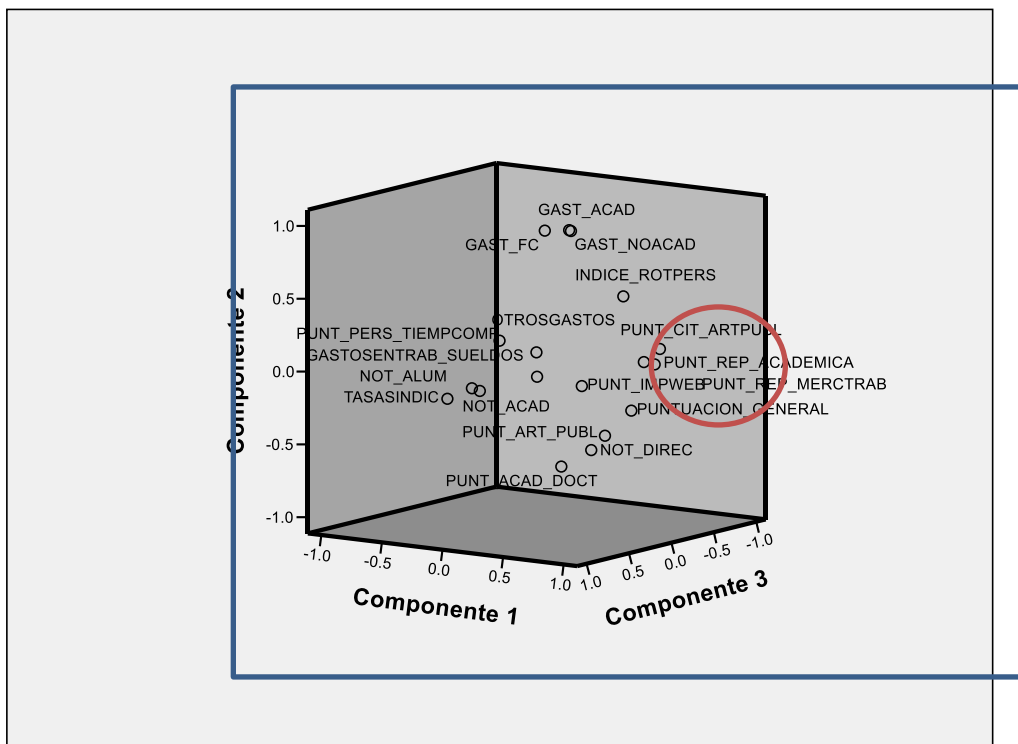 GAST_ACAD
1.0
GAST_FC
GAST_NOACAD
INDICE_ROTPERS
0.5
OTROSGASTOS
PUNT_PERS_TIEMPCOMP
PUNT_CIT_ARTPUBL
GASTOSENTRAB_SUELDOS
PUNT_REP_ACADEMICA
0.0
NOT_ALUM
PUNT_IMPWEB
PUNT_REP_MERCTRAB
TASASINDIC
NOT_ACAD
PUNTUACION_GENERAL
PUNT_ART_PUBL
-0.5
NOT_DIREC
PUNT_ACAD_DOCT
-1.0
Componente 2
-1.0 -0.5 0.0 0.5 1.0
1.0 0.5 0.0 -0.5 -1.0
Componente 1
Componente 3